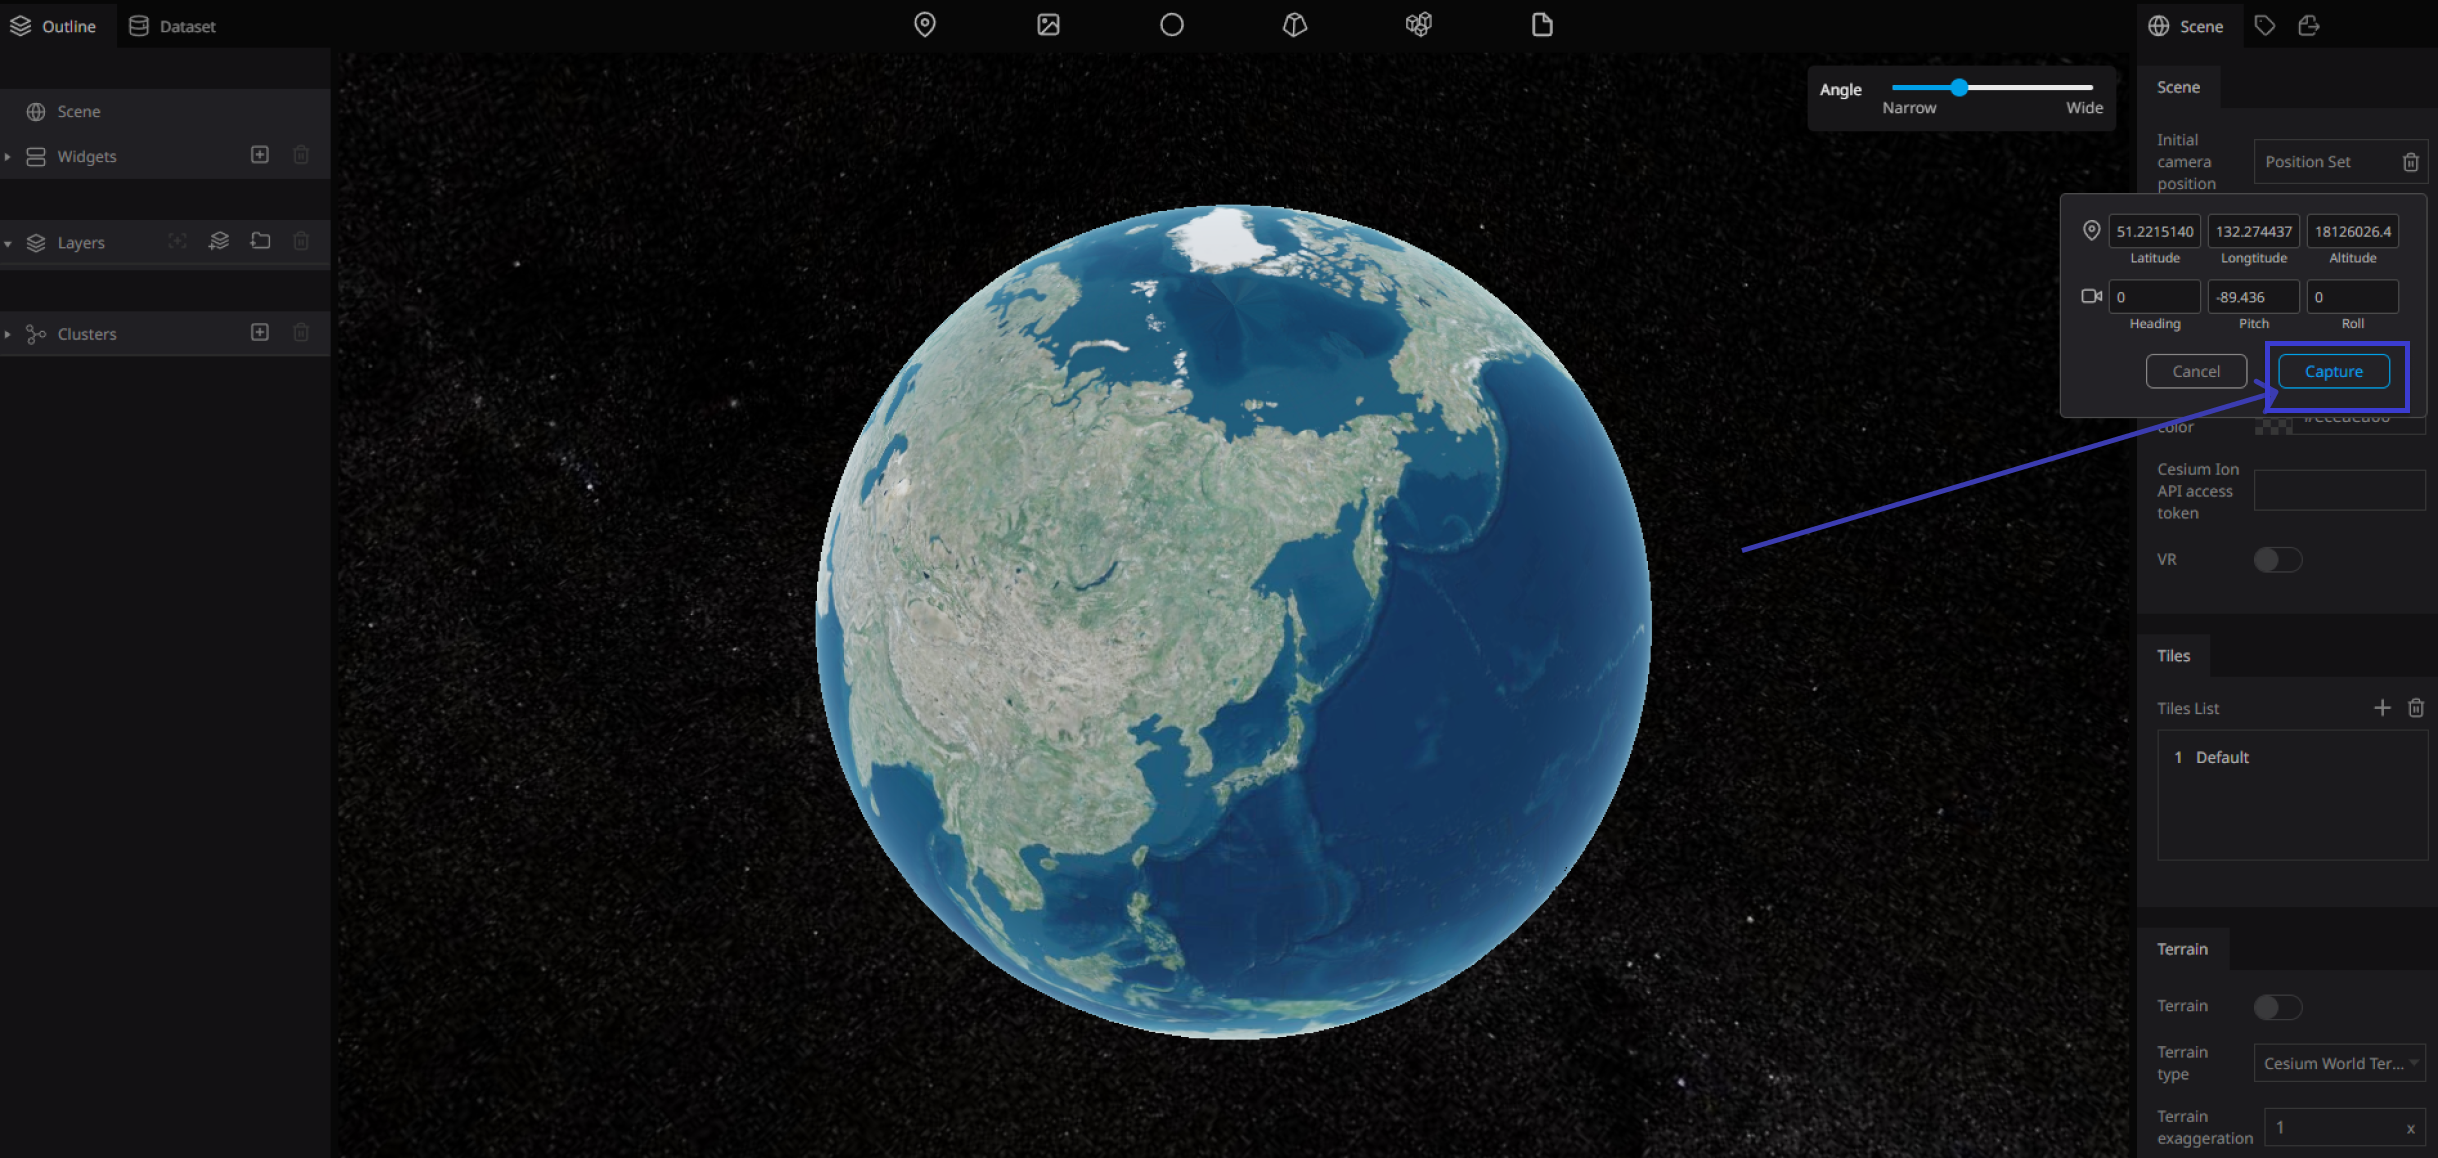 Outline
Dataset
Scene
Scene
Widgets
Layers
Clusters
Angle
Narrow
Wide
Scene
Initial
camera
position
Position Set
51.2215140
132.274437
18126026.4
Latitude
Longtitude
Altitude
0
-89.436
0
Heading
Pitch
Roll
Cancel
Capture
color
Cesium Ion
API access
token
VR
Tiles
Tiles List
1 Default
Terrain
Terrain
Terrain
type
Cesium World Ter...
Terrain
exaggeration
1
x